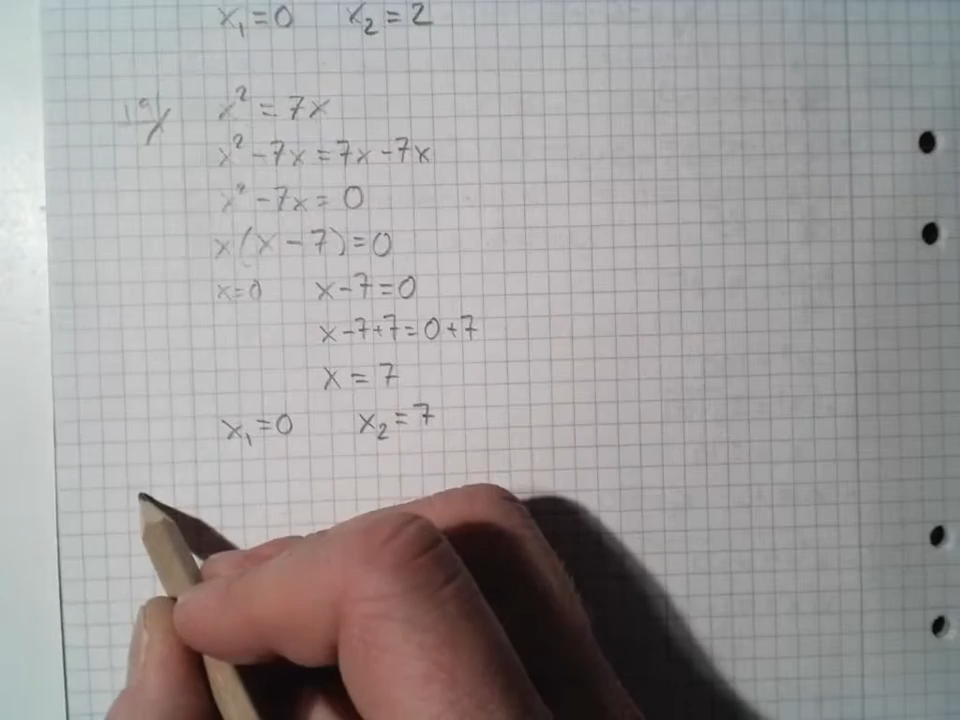 x₁=0 x₂=2
x² = 7x
x² - 7x = 7x - 7x
x² - 7x = 0
x(x - 7) = 0
x=0 x-7=0
x-7+7=0+7
x = 7
x₁=0 x₂=7